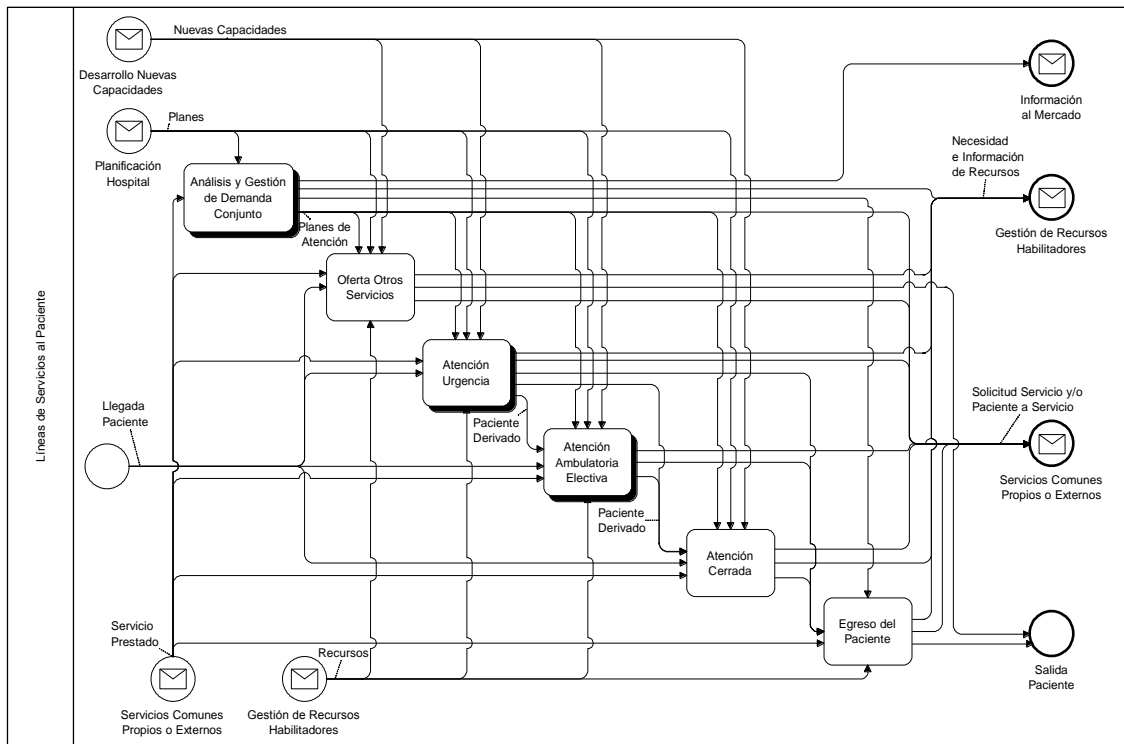 Líneas de Servicios al Paciente
Nuevas Capacidades
Desarrollo Nuevas
Capacidades
Información
al Mercado
Planes
Planificación
Hospital
Necesidad
e Información
de Recursos
Análisis y Gestión
de Demanda
Conjunto
Gestión de Recursos
Habilitadores
Planes de
Atención
Oferta Otros
Servicios
Atención
Urgencia
Llegada
Paciente
Paciente
Derivado
Solicitud Servicio y/o
Paciente a Servicio
Atención
Ambulatoria
Electiva
Servicios Comunes
Propios o Externos
Paciente
Derivado
Atención
Cerrada
Servicio
Prestado
Egreso del
Paciente
Recursos
Salida
Paciente
Servicios Comunes
Propios o Externos
Gestión de Recursos
Habilitadores